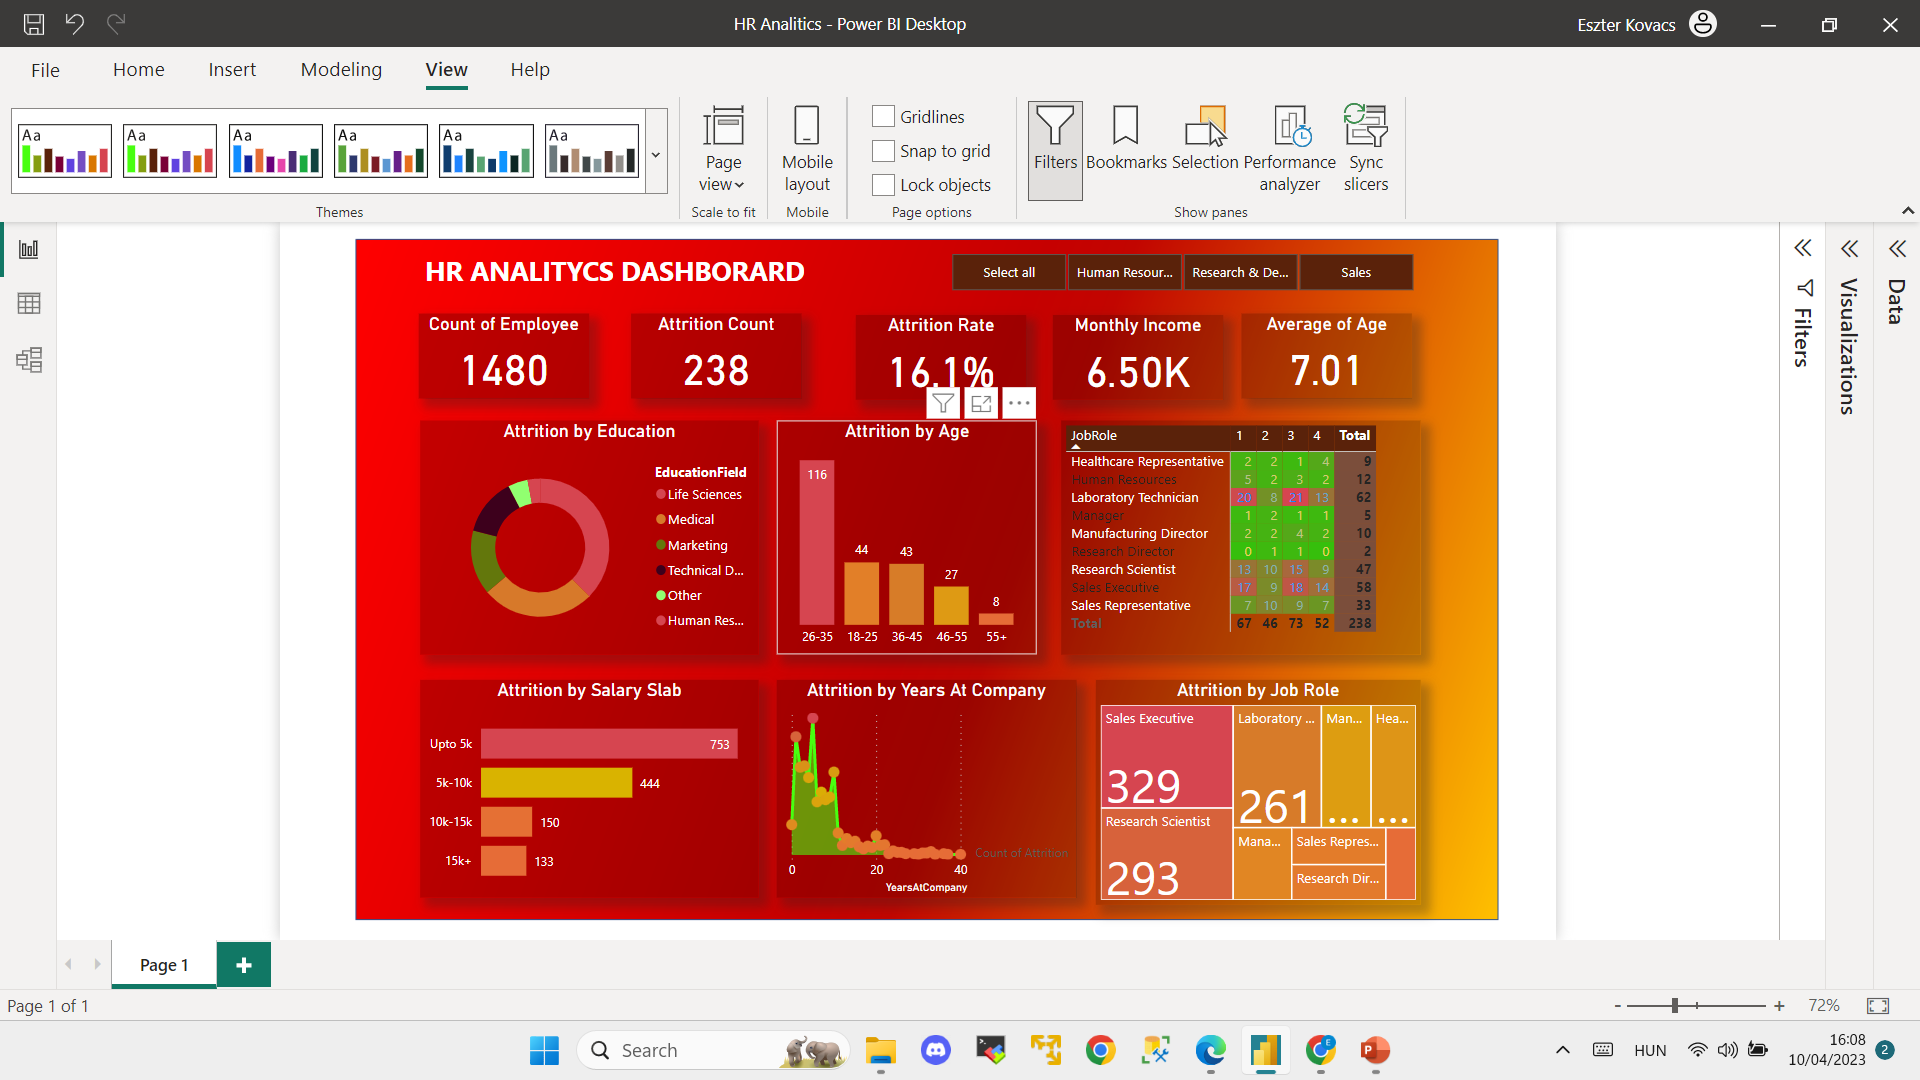 HR Analitics - Power BI Desktop
Eszter Kovacs
File Home Insert Modeling View Help
Aa Aa Aa Aa Aa Aa
Page view
Mobile layout
Gridlines
Snap to grid
Lock objects
Filters
Bookmarks
Selection
Performance analyzer
Sync slicers
Themes
Scale to fit
Mobile
Page options
Show panes
HR ANALITYCS DASHBORARD
Select all
Human Resour...
Research & De...
Sales
Count of Employee
1480
Attrition Count
238
Attrition Rate
16.1%
Monthly Income
6.50K
Average of Age
7.01
Attrition by Education
EducationField
Life Sciences
Medical
Marketing
Technical D...
Other
Human Res...
Attrition by Age
116
44
43
27
8
26-35 18-25 36-45 46-55 55+
JobRole 1 2 3 4 Total
Healthcare Representative 2 2 1 4 9
Human Resources 5 2 3 2 12
Laboratory Technician 20 8 21 13 62
Manager 1 2 1 1 5
Manufacturing Director 2 2 4 2 10
Research Director 0 1 1 0 2
Research Scientist 13 10 15 9 47
Sales Executive 17 9 18 14 58
Sales Representative 7 10 9 7 33
Total 67 46 73 52 238
Attrition by Salary Slab
Upto 5k 753
5k-10k 444
10k-15k 150
15k+ 133
Attrition by Years At Company
Count of Attrition
0 20 40
YearsAtCompany
Attrition by Job Role
Sales Executive
329
Research Scientist
293
Laboratory ...
261
Man...
...
Hea...
...
Mana...
Sales Repres...
Research Dir...
Filters
Visualizations
Data
Page 1
Page 1 of 1
- + 72%
Search
HUN
16:08
10/04/2023
2